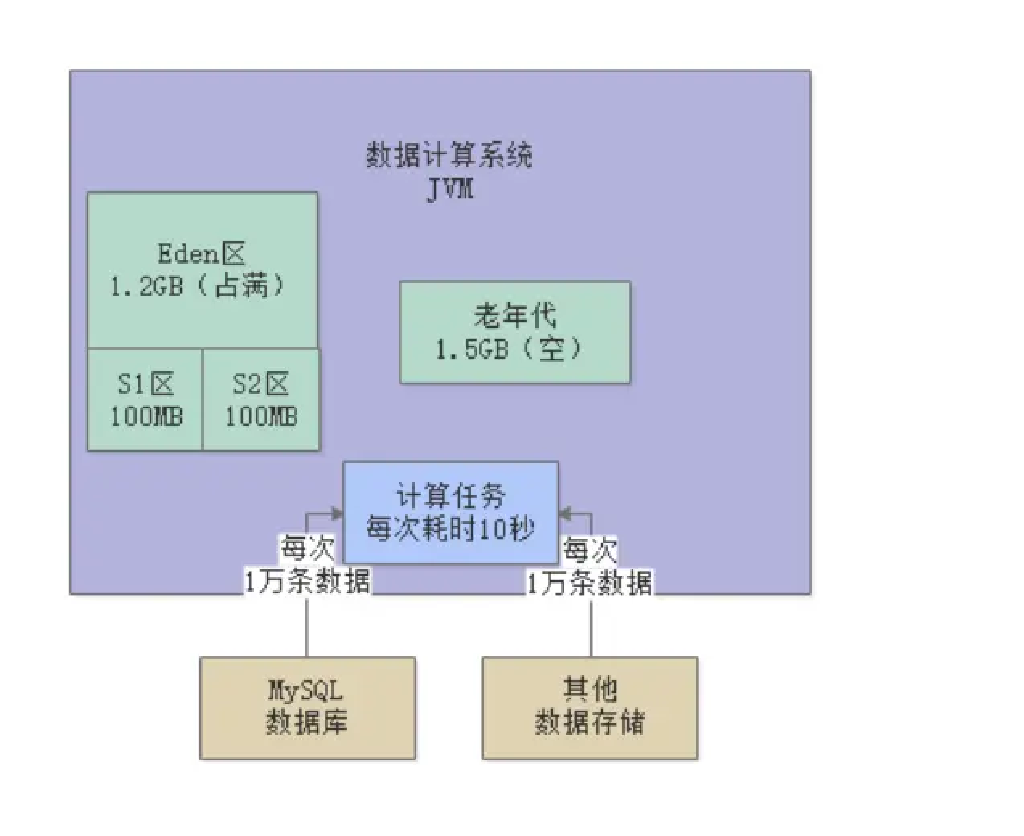 数据计算系统
JVM
Eden区
1.2GB（占满）
S1区
100MB
S2区
100MB
老年代
1.5GB（空）
计算任务
每次耗时10秒
每次
1万条数据
每次
1万条数据
MySQL
数据库
其他
数据存储